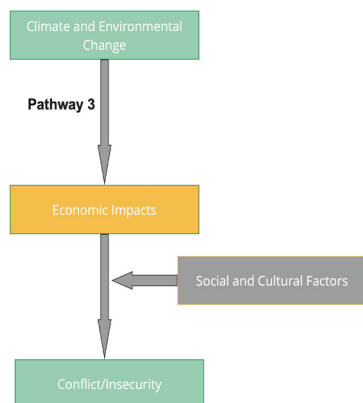 Climate and Environmental
Change
Pathway 3
Economic Impacts
Social and Cultural Factors
Conflict/Insecurity